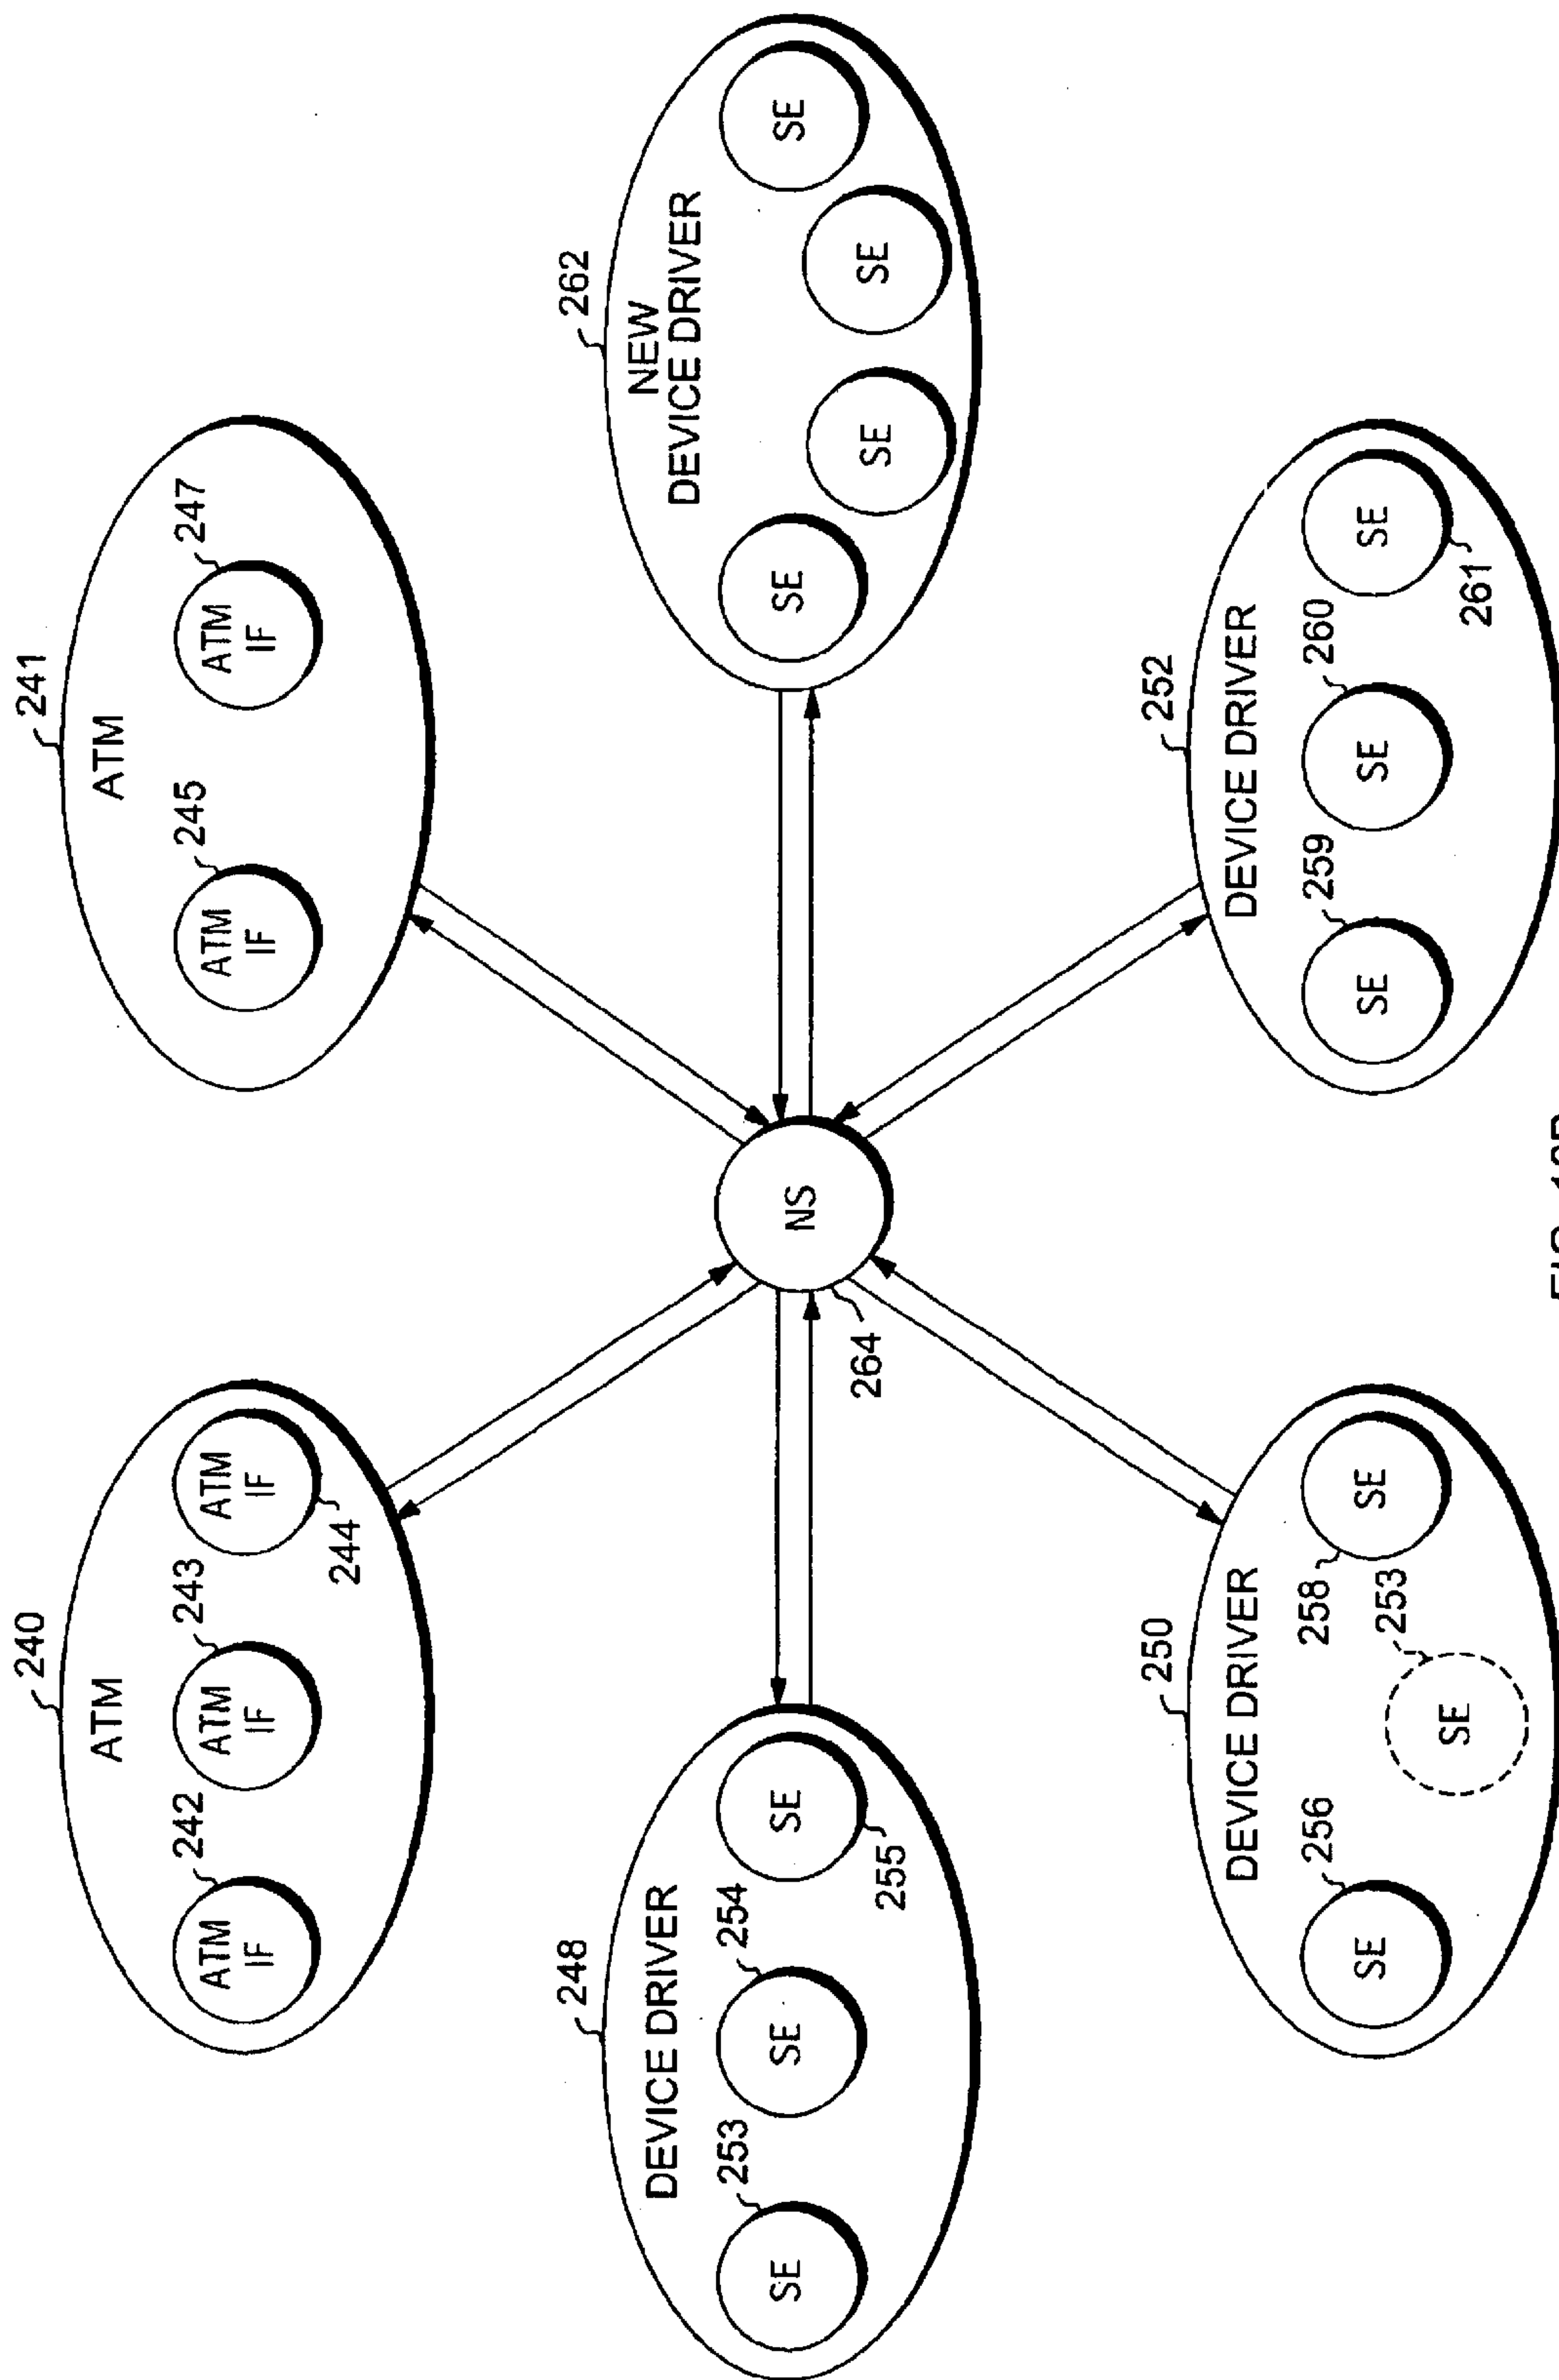 240
ATM
242
243
ATM
IF
ATM
IF
ATM
IF
244
241
ATM
245
247
ATM
IF
ATM
IF
248
DEVICE DRIVER
253
254
SE
SE
SE
255
NS
264
262
NEW
DEVICE DRIVER
SE
SE
SE
SE
250
DEVICE DRIVER
256
SE
258
SE
253
SE
252
DEVICE DRIVER
259
260
SE
SE
SE
261
FIG.